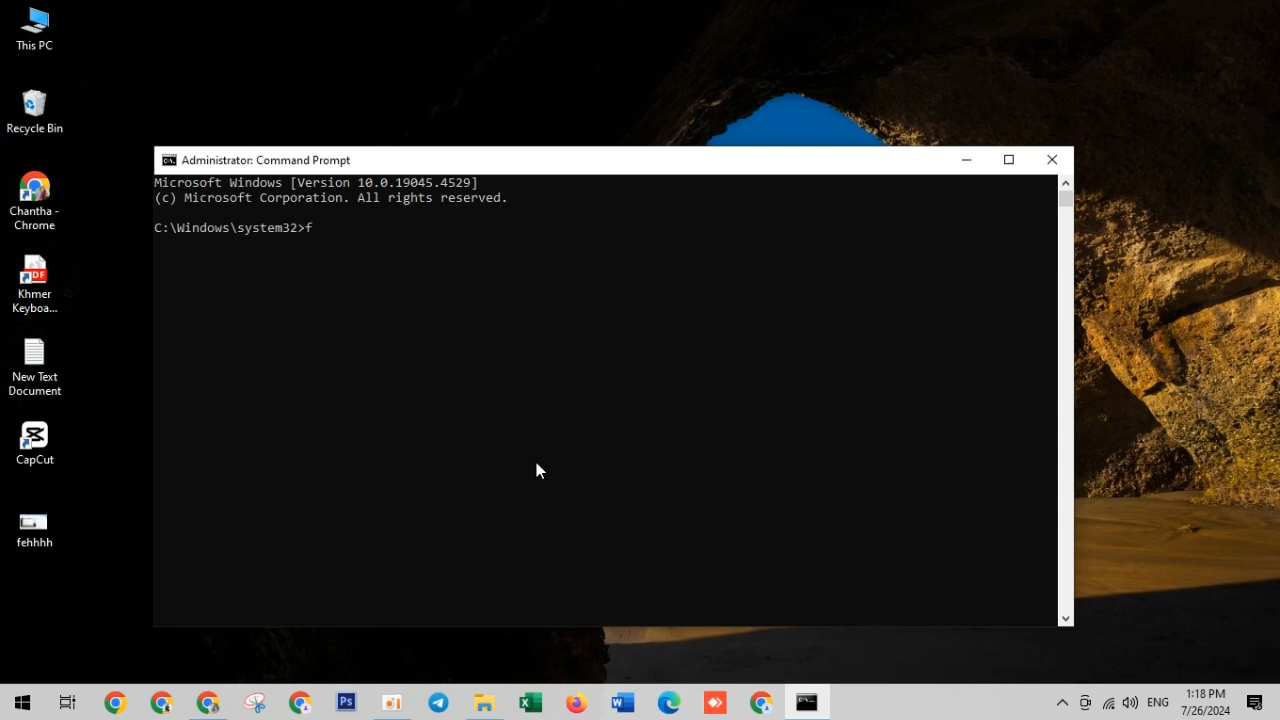 This PC
Recycle Bin
Chantha -
Chrome
Khmer
Keyboa...
New Text
Document
CapCut
fehhhh
Administrator: Command Prompt
Microsoft Windows [Version 10.0.19045.4529]
(c) Microsoft Corporation. All rights reserved.
C:\Windows\system32>f
ENG
1:18 PM
7/26/2024